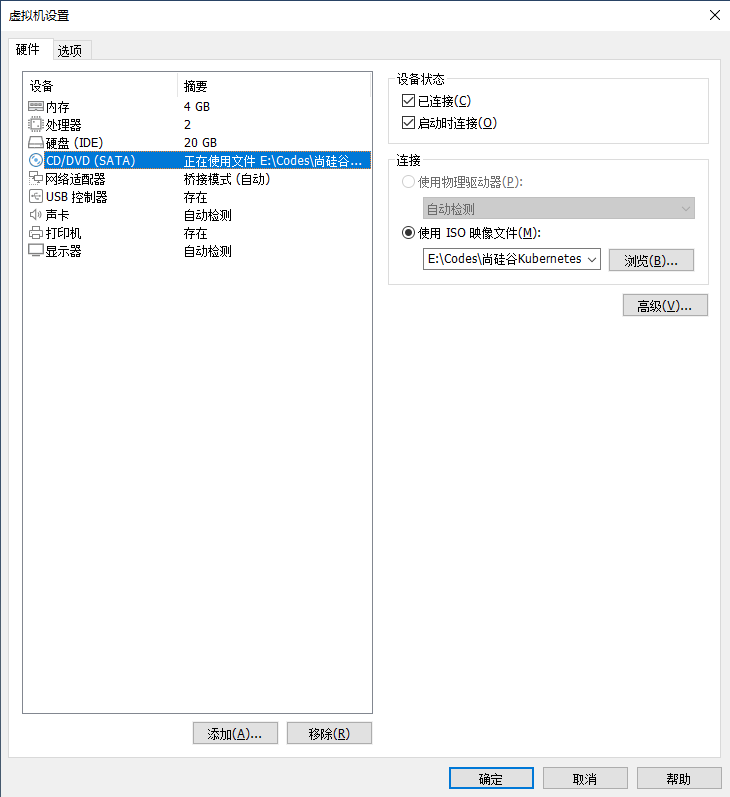 虚拟机设置
硬件 选项
设备 摘要
内存 4 GB
处理器 2
硬盘 (IDE) 20 GB
CD/DVD (SATA) 正在使用文件 E:\Codes\尚硅谷...
网络适配器 桥接模式 (自动)
USB 控制器 存在
声卡 自动检测
打印机 存在
显示器 自动检测
添加(A)... 移除(R)
设备状态
已连接(C)
启动时连接(O)
连接
使用物理驱动器(P):
自动检测
使用 ISO 映像文件(M):
E:\Codes\尚硅谷Kubernetes 浏览(B)...
高级(V)...
确定 取消 帮助